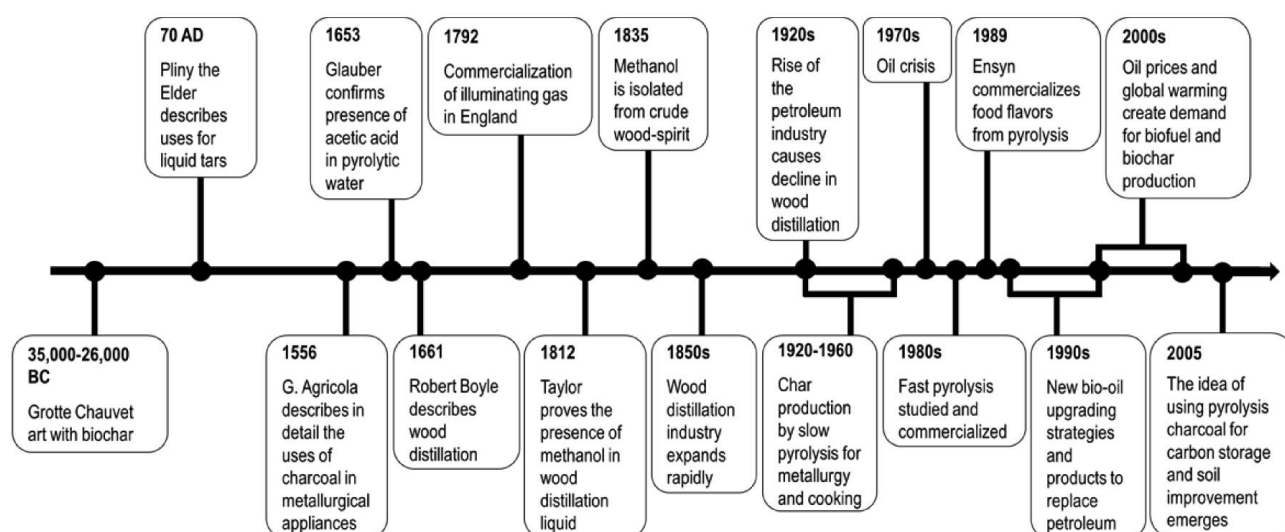 70 AD
Pliny the
Elder
describes
uses for
liquid tars
1653
Glauber
confirms
presence of
acetic acid
in pyrolytic
water
1792
Commercialization
of illuminating gas
in England
1835
Methanol
is isolated
from crude
wood-spirit
1920s
Rise of
the
petroleum
industry
causes
decline in
wood
distillation
1970s
Oil crisis
1989
Ensyn
commercializes
food flavors
from pyrolysis
2000s
Oil prices and
global warming
create demand
for biofuel and
biochar
production
35,000-26,000
BC
Grotte Chauvet
art with biochar
1556
G. Agricola
describes in
detail the
uses of
charcoal in
metallurgical
appliances
1661
Robert Boyle
describes
wood
distillation
1812
Taylor
proves the
presence of
methanol in
wood
distillation
liquid
1850s
Wood
distillation
industry
expands
rapidly
1920-1960
Char
production
by slow
pyrolysis for
metallurgy
and cooking
1980s
Fast pyrolysis
studied and
commercialized
1990s
New bio-oil
upgrading
strategies
and
products to
replace
petroleum
2005
The idea of
using pyrolysis
charcoal for
carbon storage
and soil
improvement
emerges